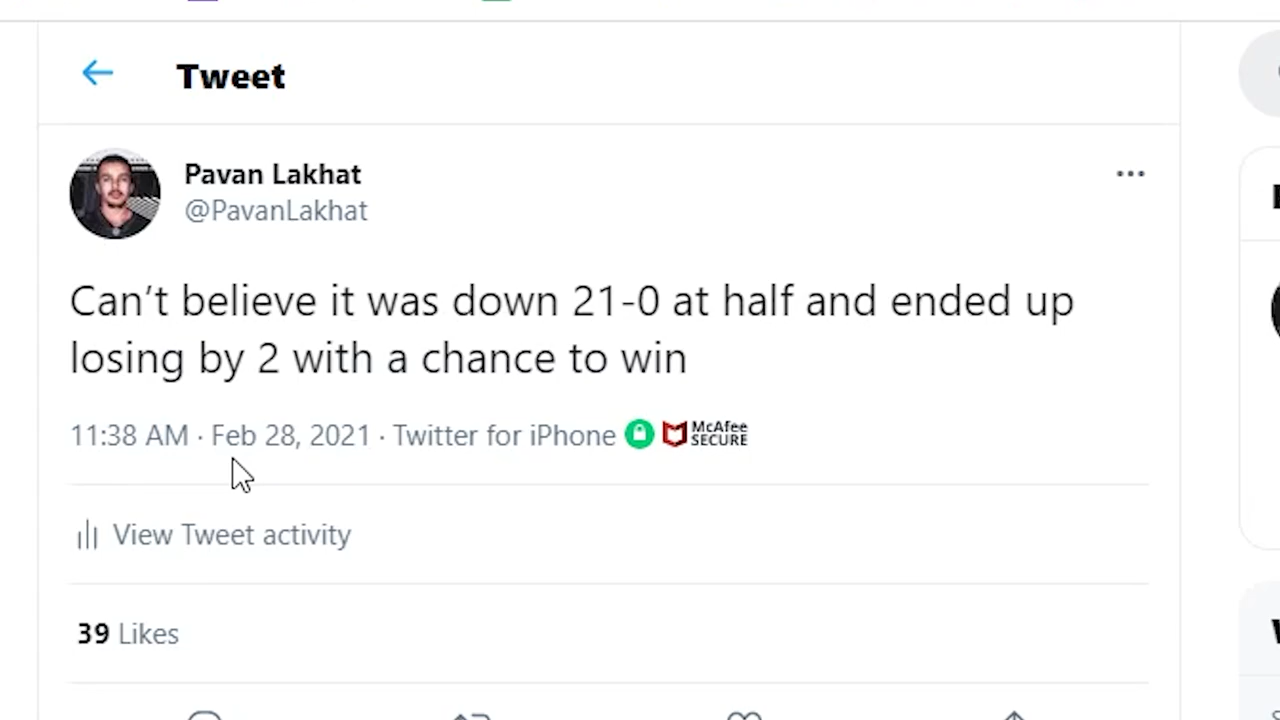 Tweet
Pavan Lakhat
@PavanLakhat
Can’t believe it was down 21-0 at half and ended up
losing by 2 with a chance to win
11:38 AM · Feb 28, 2021 · Twitter for iPhone McAfee SECURE
View Tweet activity
39 Likes